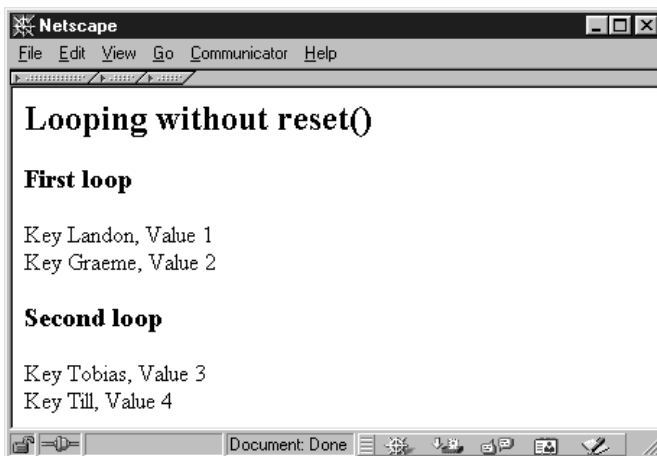 Netscape
File Edit View Go Communicator Help
Looping without reset()
First loop
Key Landon, Value 1
Key Graeme, Value 2
Second loop
Key Tobias, Value 3
Key Till, Value 4
Document: Done